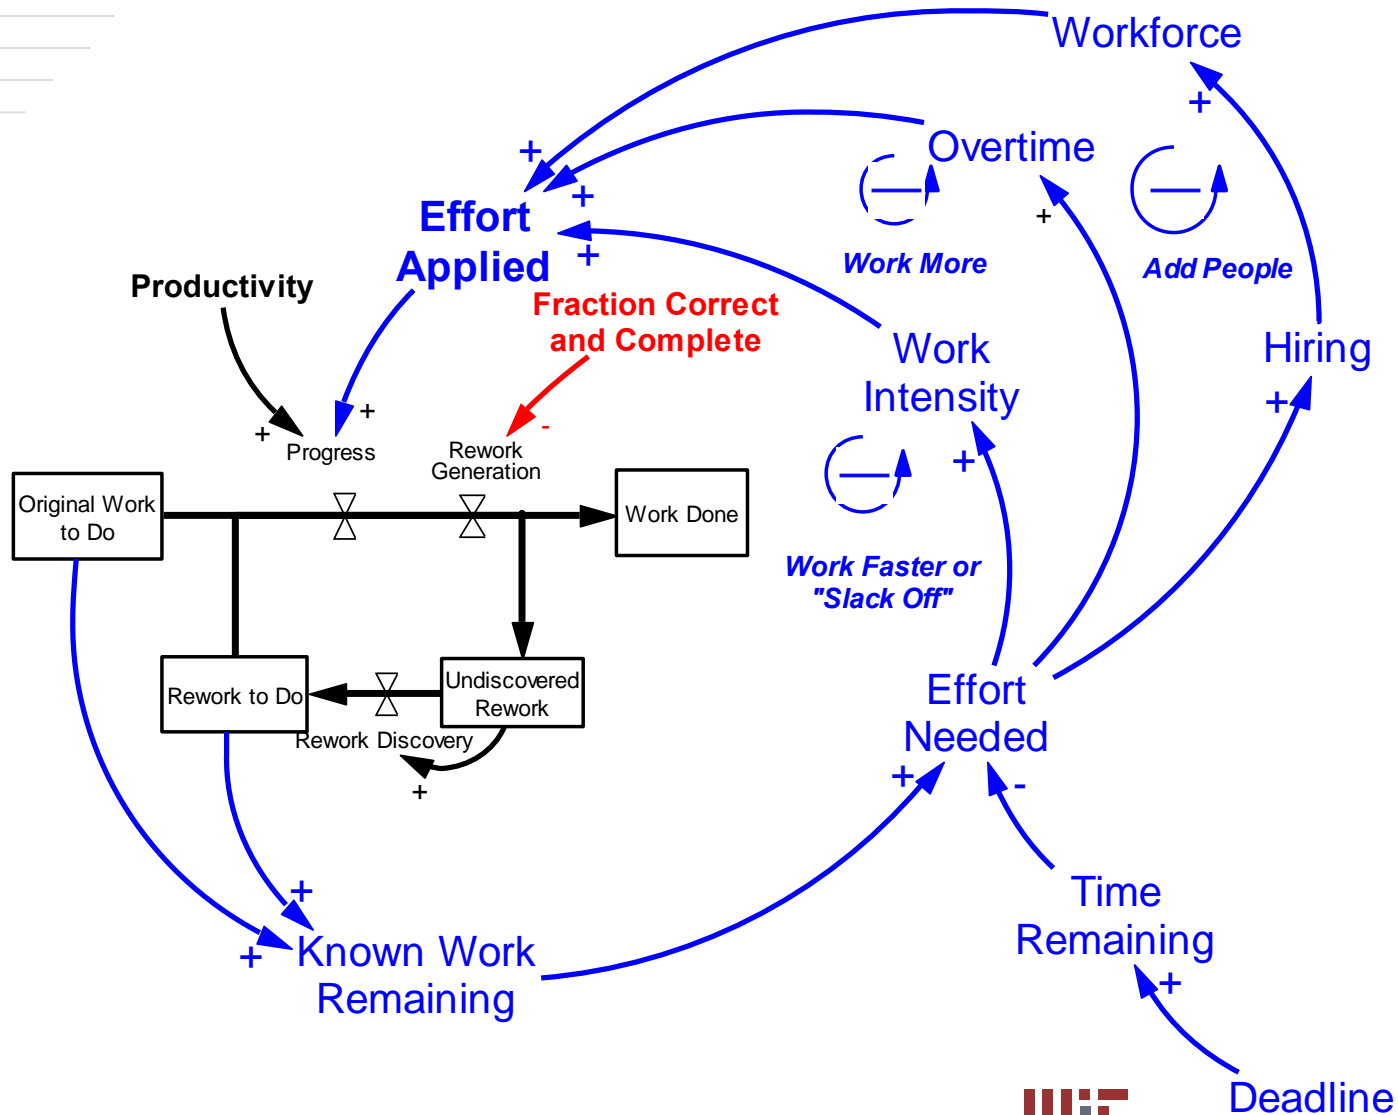 Workforce
+
Overtime
+
+
Effort
Applied
+
+
+
Work More
Add People
Productivity
Fraction Correct
and Complete
Work
Intensity
Hiring
+
+
+
-
Progress
Rework
Generation
+
Original Work
to Do
Work Done
Work Faster or
"Slack Off"
Rework to Do
Undiscovered
Rework
Rework Discovery
+
Effort
Needed
+
-
+
+
Known Work
Remaining
Time
Remaining
+
Deadline